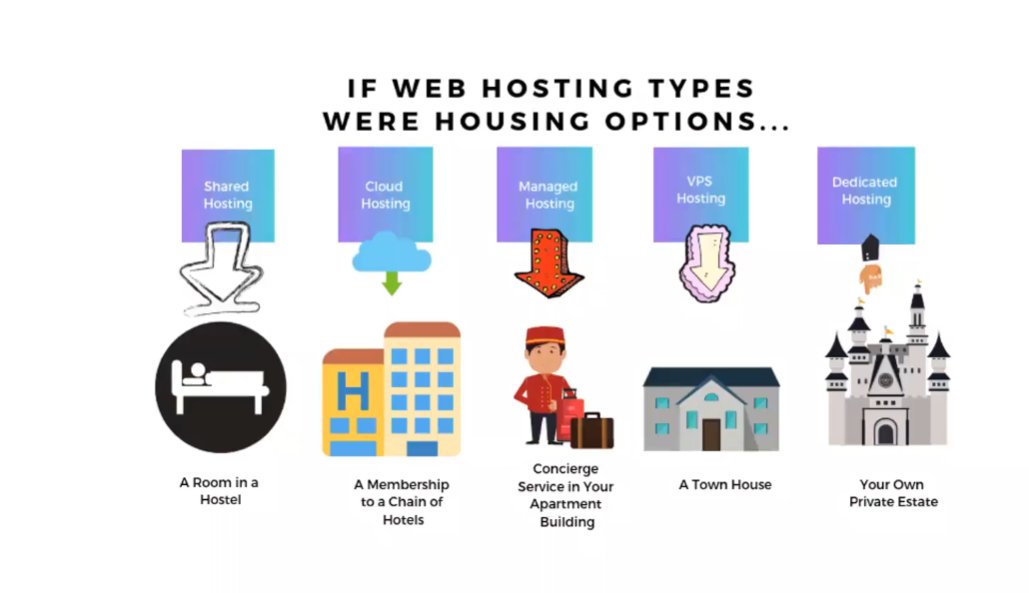 IF WEB HOSTING TYPES
WERE HOUSING OPTIONS...
Shared
Hosting
Cloud
Hosting
Managed
Hosting
VPS
Hosting
Dedicated
Hosting
H
A Room in a
Hostel
A Membership
to a Chain of
Hotels
Concierge
Service in Your
Apartment
Building
A Town House
Your Own
Private Estate